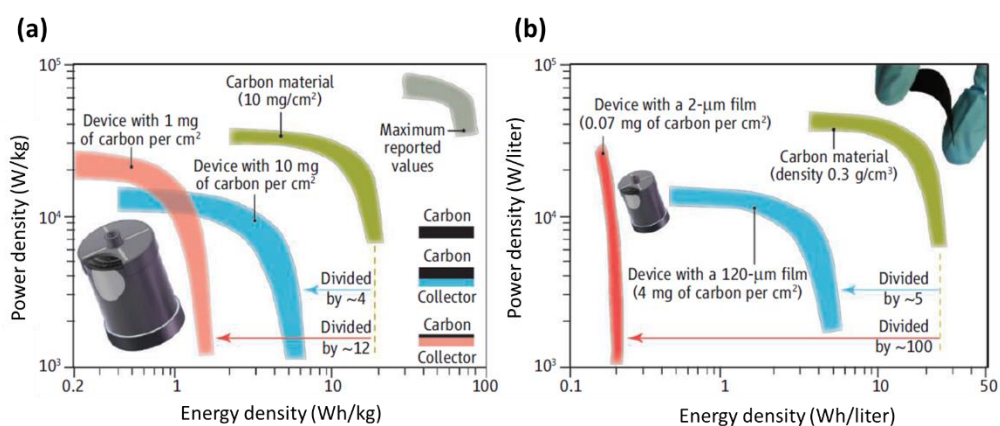 (a)
10⁵
10⁴
10³
Power density (W/kg)
Carbon material
(10 mg/cm²)
Device with 1 mg
of carbon per cm²
Device with 10 mg
of carbon per cm²
Maximum
reported
values
Carbon
Carbon
Collector
Carbon
Collector
Divided
by ~4
Divided
by ~12
0.2
1
10
100
Energy density (Wh/kg)
(b)
10⁵
10⁴
10³
Power density (W/liter)
Device with a 2-μm film
(0.07 mg of carbon per cm²)
Carbon material
(density 0.3 g/cm³)
Device with a 120-μm film
(4 mg of carbon per cm²)
Divided
by ~5
Divided
by ~100
0.1
1
10
50
Energy density (Wh/liter)